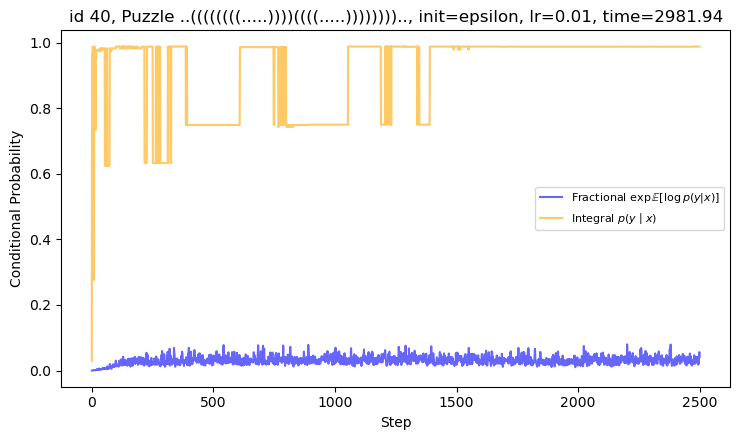 id 40, Puzzle ..((((((((.....))))((((.....)))))))).., init=epsilon, lr=0.01, time=2981.94
Conditional Probability
1.0
0.8
0.6
0.4
0.2
0.0
Fractional exp𝔼[log p(y|x)]
Integral p(y | x)
0 500 1000 1500 2000 2500
Step